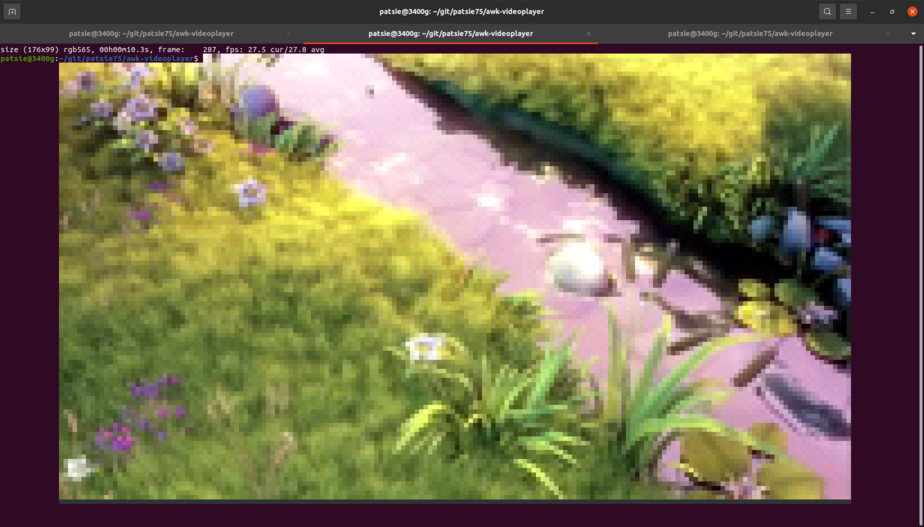 patsie@3400g: ~/git/patsie75/awk-videoplayer
patsie@3400g: ~/git/patsie75/awk-videoplayer
patsie@3400g: ~/git/patsie75/awk-videoplayer
patsie@3400g: ~/git/patsie75/awk-videoplayer
size (176x99) rgb565, 00h00m10.3s, frame:    287, fps: 27.5 cur/27.8 avg
patsie@3400g:~/git/patsie75/awk-videoplayer$